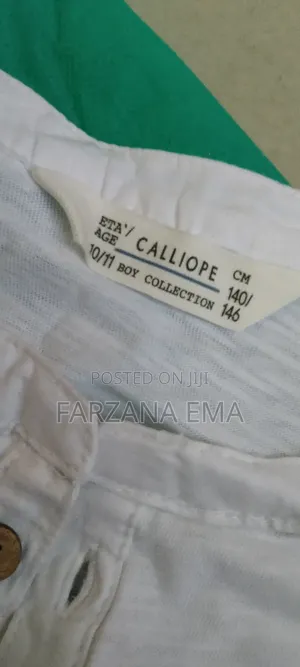 ETA'/
AGE
10/11
CALLIOPE
BOY COLLECTION
CM
140/
146
POSTED ON JIJI
FARZANA EMA